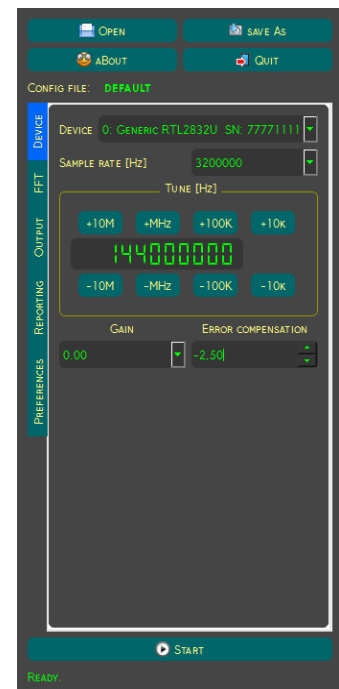 OPEN
SAVE AS
ABOUT
QUIT
CONFIG FILE: DEFAULT
DEVICE
FFT
OUTPUT
REPORTING
PREFERENCES
DEVICE 0: GENERIC RTL2832U SN: 77771111
SAMPLE RATE [HZ] 3200000
TUNE [HZ]
+10M +MHZ +100K +10K
144000000
-10M -MHZ -100K -10K
GAIN ERROR COMPENSATION
0.00 -2,50
START
READY.